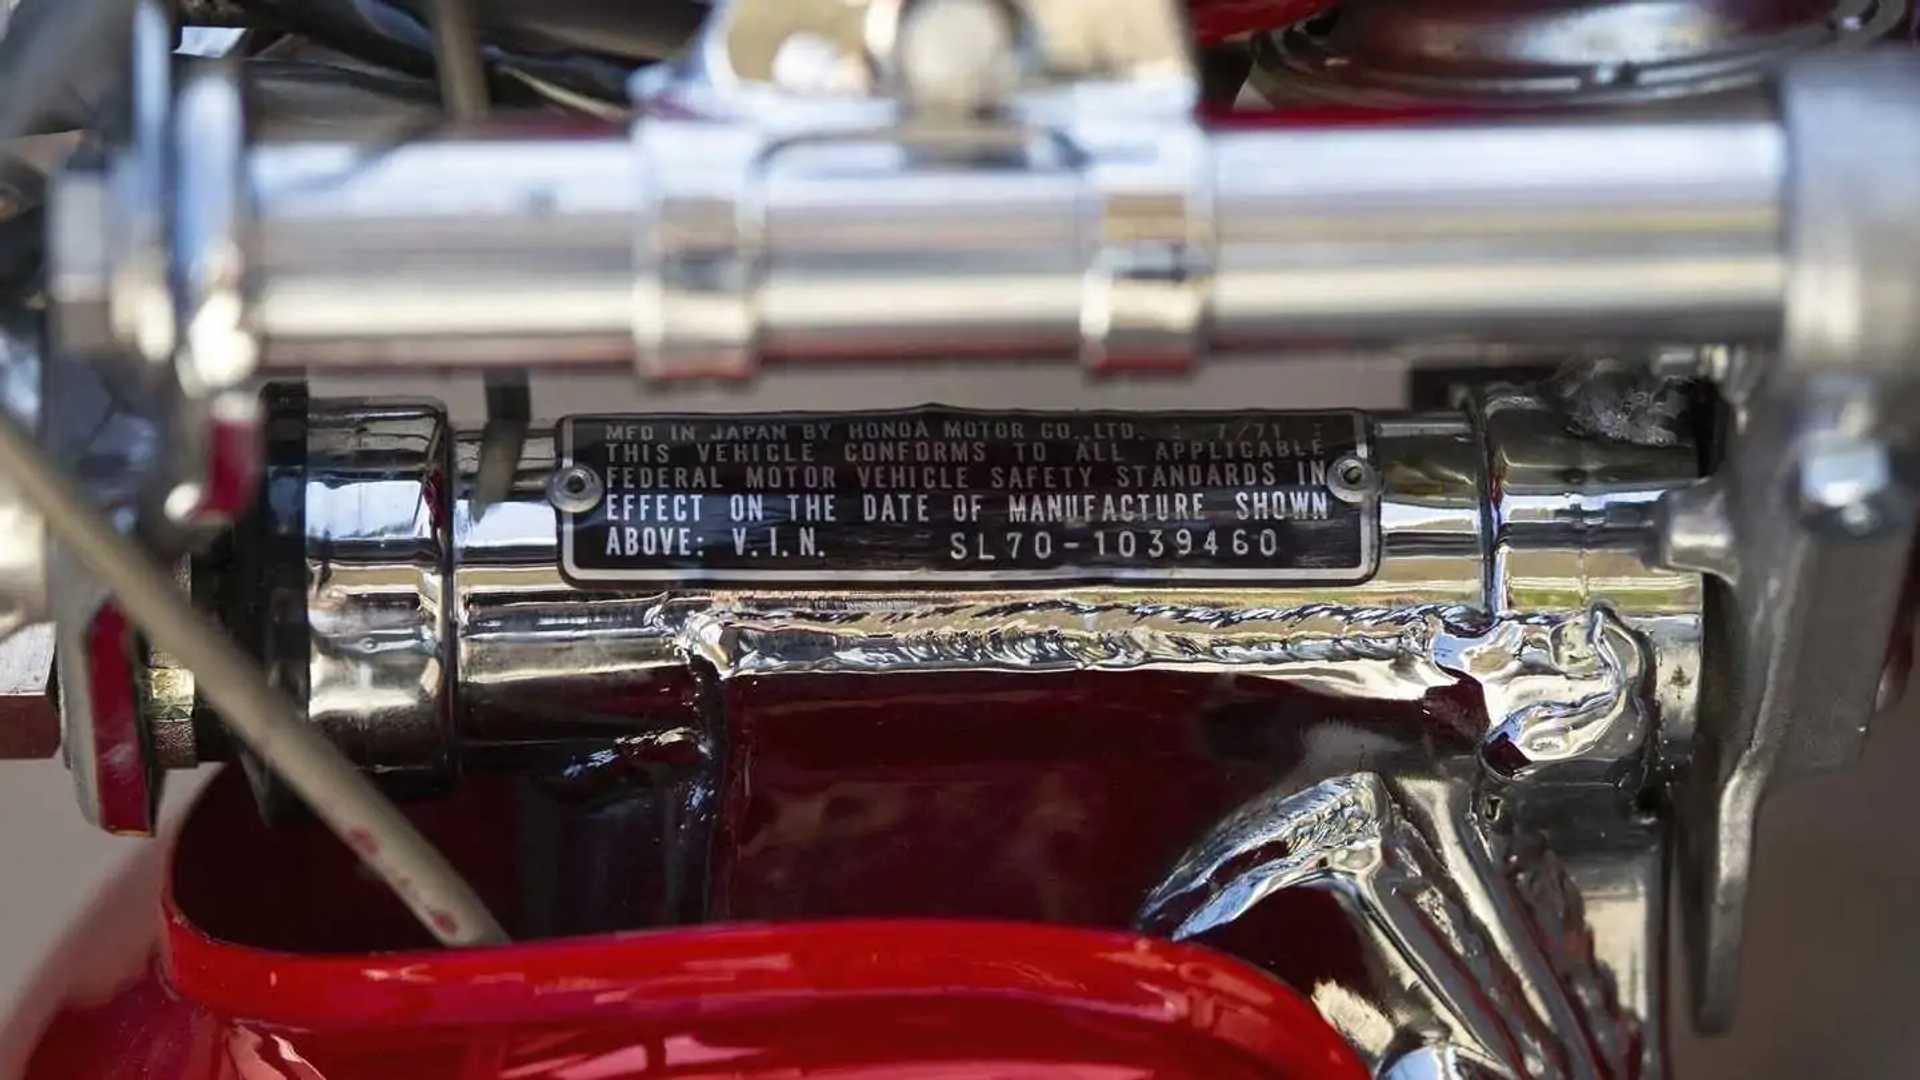 MFD IN JAPAN BY HONDA MOTOR CO.,LTD. 7/71
THIS VEHICLE CONFORMS TO ALL APPLICABLE
FEDERAL MOTOR VEHICLE SAFETY STANDARDS IN
EFFECT ON THE DATE OF MANUFACTURE SHOWN
ABOVE: V.I.N. SL70-1039460